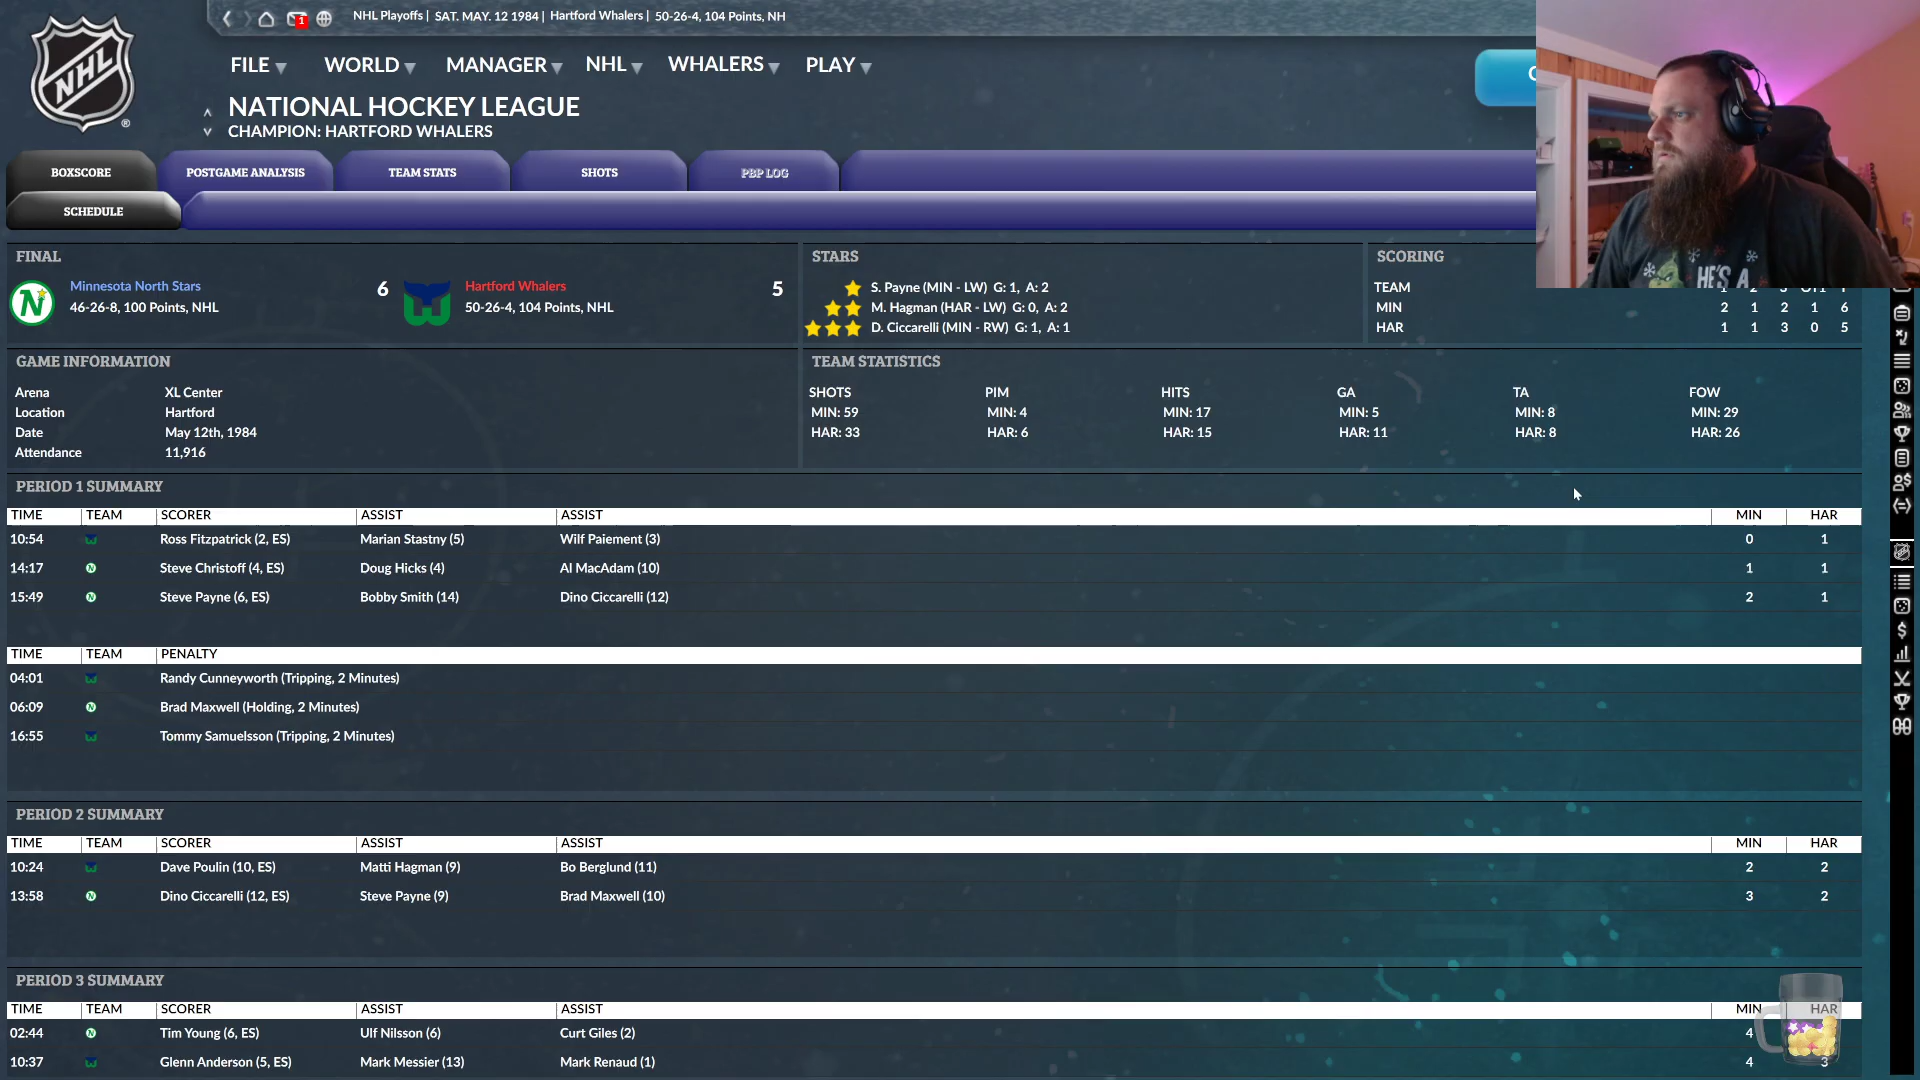 NHL Playoffs | SAT. MAY. 12 1984 | Hartford Whalers | 50-26-4, 104 Points, NH
1
NHL
FILE WORLD MANAGER NHL WHALERS PLAY
NATIONAL HOCKEY LEAGUE
CHAMPION: HARTFORD WHALERS
BOXSCORE POSTGAME ANALYSIS TEAM STATS SHOTS PBP LOG
SCHEDULE
HE'S A
FINAL
Minnesota North Stars 6 Hartford Whalers 5
46-26-8, 100 Points, NHL 50-26-4, 104 Points, NHL
STARS
S. Payne (MIN - LW) G: 1, A: 2
M. Hagman (HAR - LW) G: 0, A: 2
D. Ciccarelli (MIN - RW) G: 1, A: 1
SCORING
TEAM
MIN 2 1 2 1 6
HAR 1 1 3 0 5
GAME INFORMATION
Arena XL Center
Location Hartford
Date May 12th, 1984
Attendance 11,916
TEAM STATISTICS
SHOTS PIM HITS GA TA FOW
MIN: 59 MIN: 4 MIN: 17 MIN: 5 MIN: 8 MIN: 29
HAR: 33 HAR: 6 HAR: 15 HAR: 11 HAR: 8 HAR: 26
PERIOD 1 SUMMARY
TIME TEAM SCORER ASSIST ASSIST MIN HAR
10:54 Ross Fitzpatrick (2, ES) Marian Stastny (5) Wilf Paiement (3) 0 1
14:17 Steve Christoff (4, ES) Doug Hicks (4) Al MacAdam (10) 1 1
15:49 Steve Payne (6, ES) Bobby Smith (14) Dino Ciccarelli (12) 2 1
TIME TEAM PENALTY
04:01 Randy Cunneyworth (Tripping, 2 Minutes)
06:09 Brad Maxwell (Holding, 2 Minutes)
16:55 Tommy Samuelsson (Tripping, 2 Minutes)
PERIOD 2 SUMMARY
TIME TEAM SCORER ASSIST ASSIST MIN HAR
10:24 Dave Poulin (10, ES) Matti Hagman (9) Bo Berglund (11) 2 2
13:58 Dino Ciccarelli (12, ES) Steve Payne (9) Brad Maxwell (10) 3 2
PERIOD 3 SUMMARY
TIME TEAM SCORER ASSIST ASSIST MIN HAR
02:44 Tim Young (6, ES) Ulf Nilsson (6) Curt Giles (2) 4
10:37 Glenn Anderson (5, ES) Mark Messier (13) Mark Renaud (1) 4 3